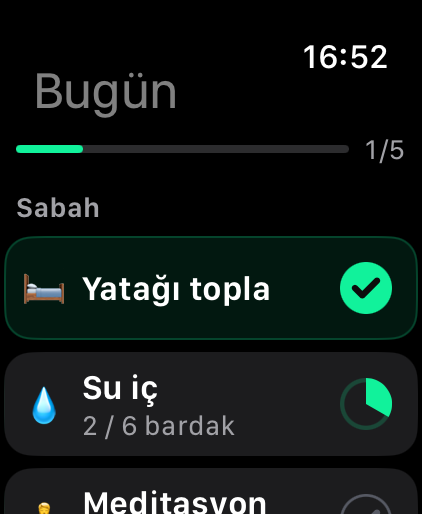 16:52
Bugün
1/5
Sabah
Yatağı topla
Su iç
2 / 6 bardak
Meditasyon